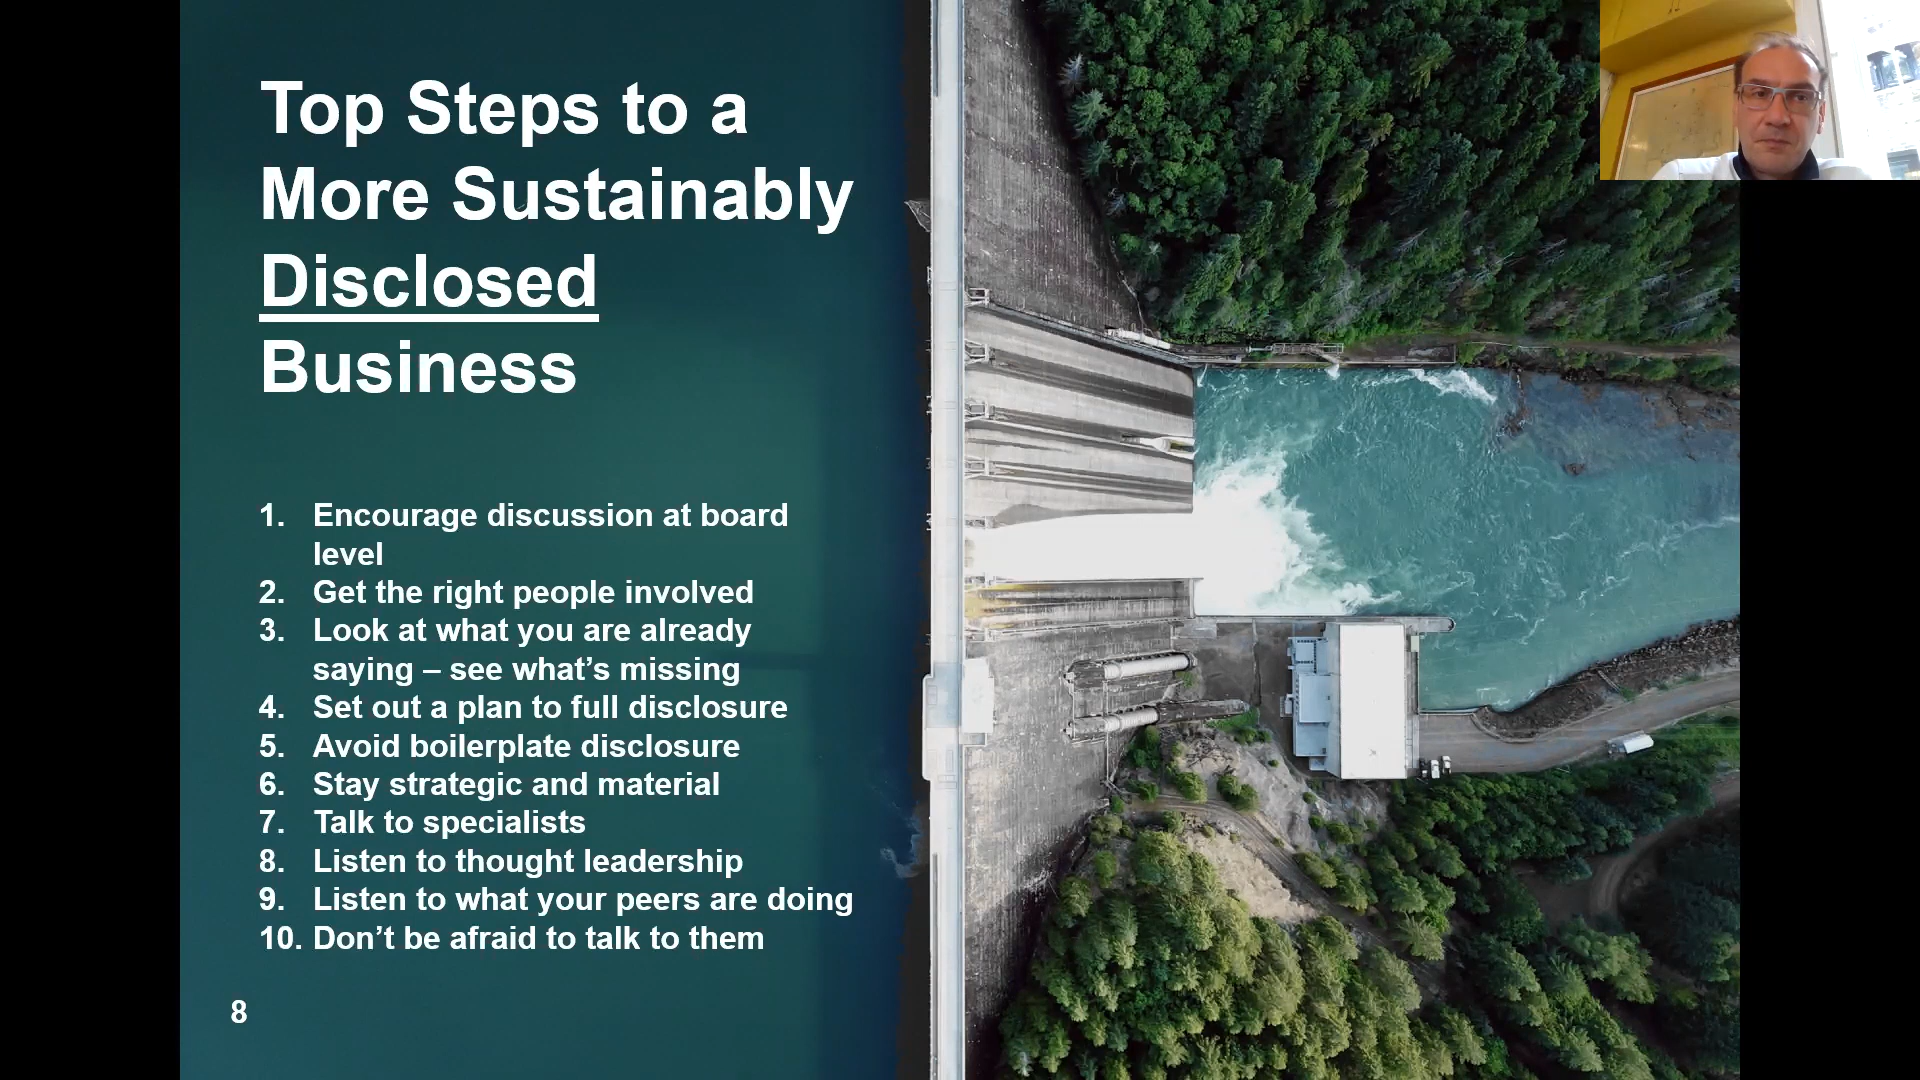 Top Steps to a
More Sustainably
Disclosed
Business
1. Encourage discussion at board
level
2. Get the right people involved
3. Look at what you are already
saying – see what’s missing
4. Set out a plan to full disclosure
5. Avoid boilerplate disclosure
6. Stay strategic and material
7. Talk to specialists
8. Listen to thought leadership
9. Listen to what your peers are doing
10. Don’t be afraid to talk to them
8